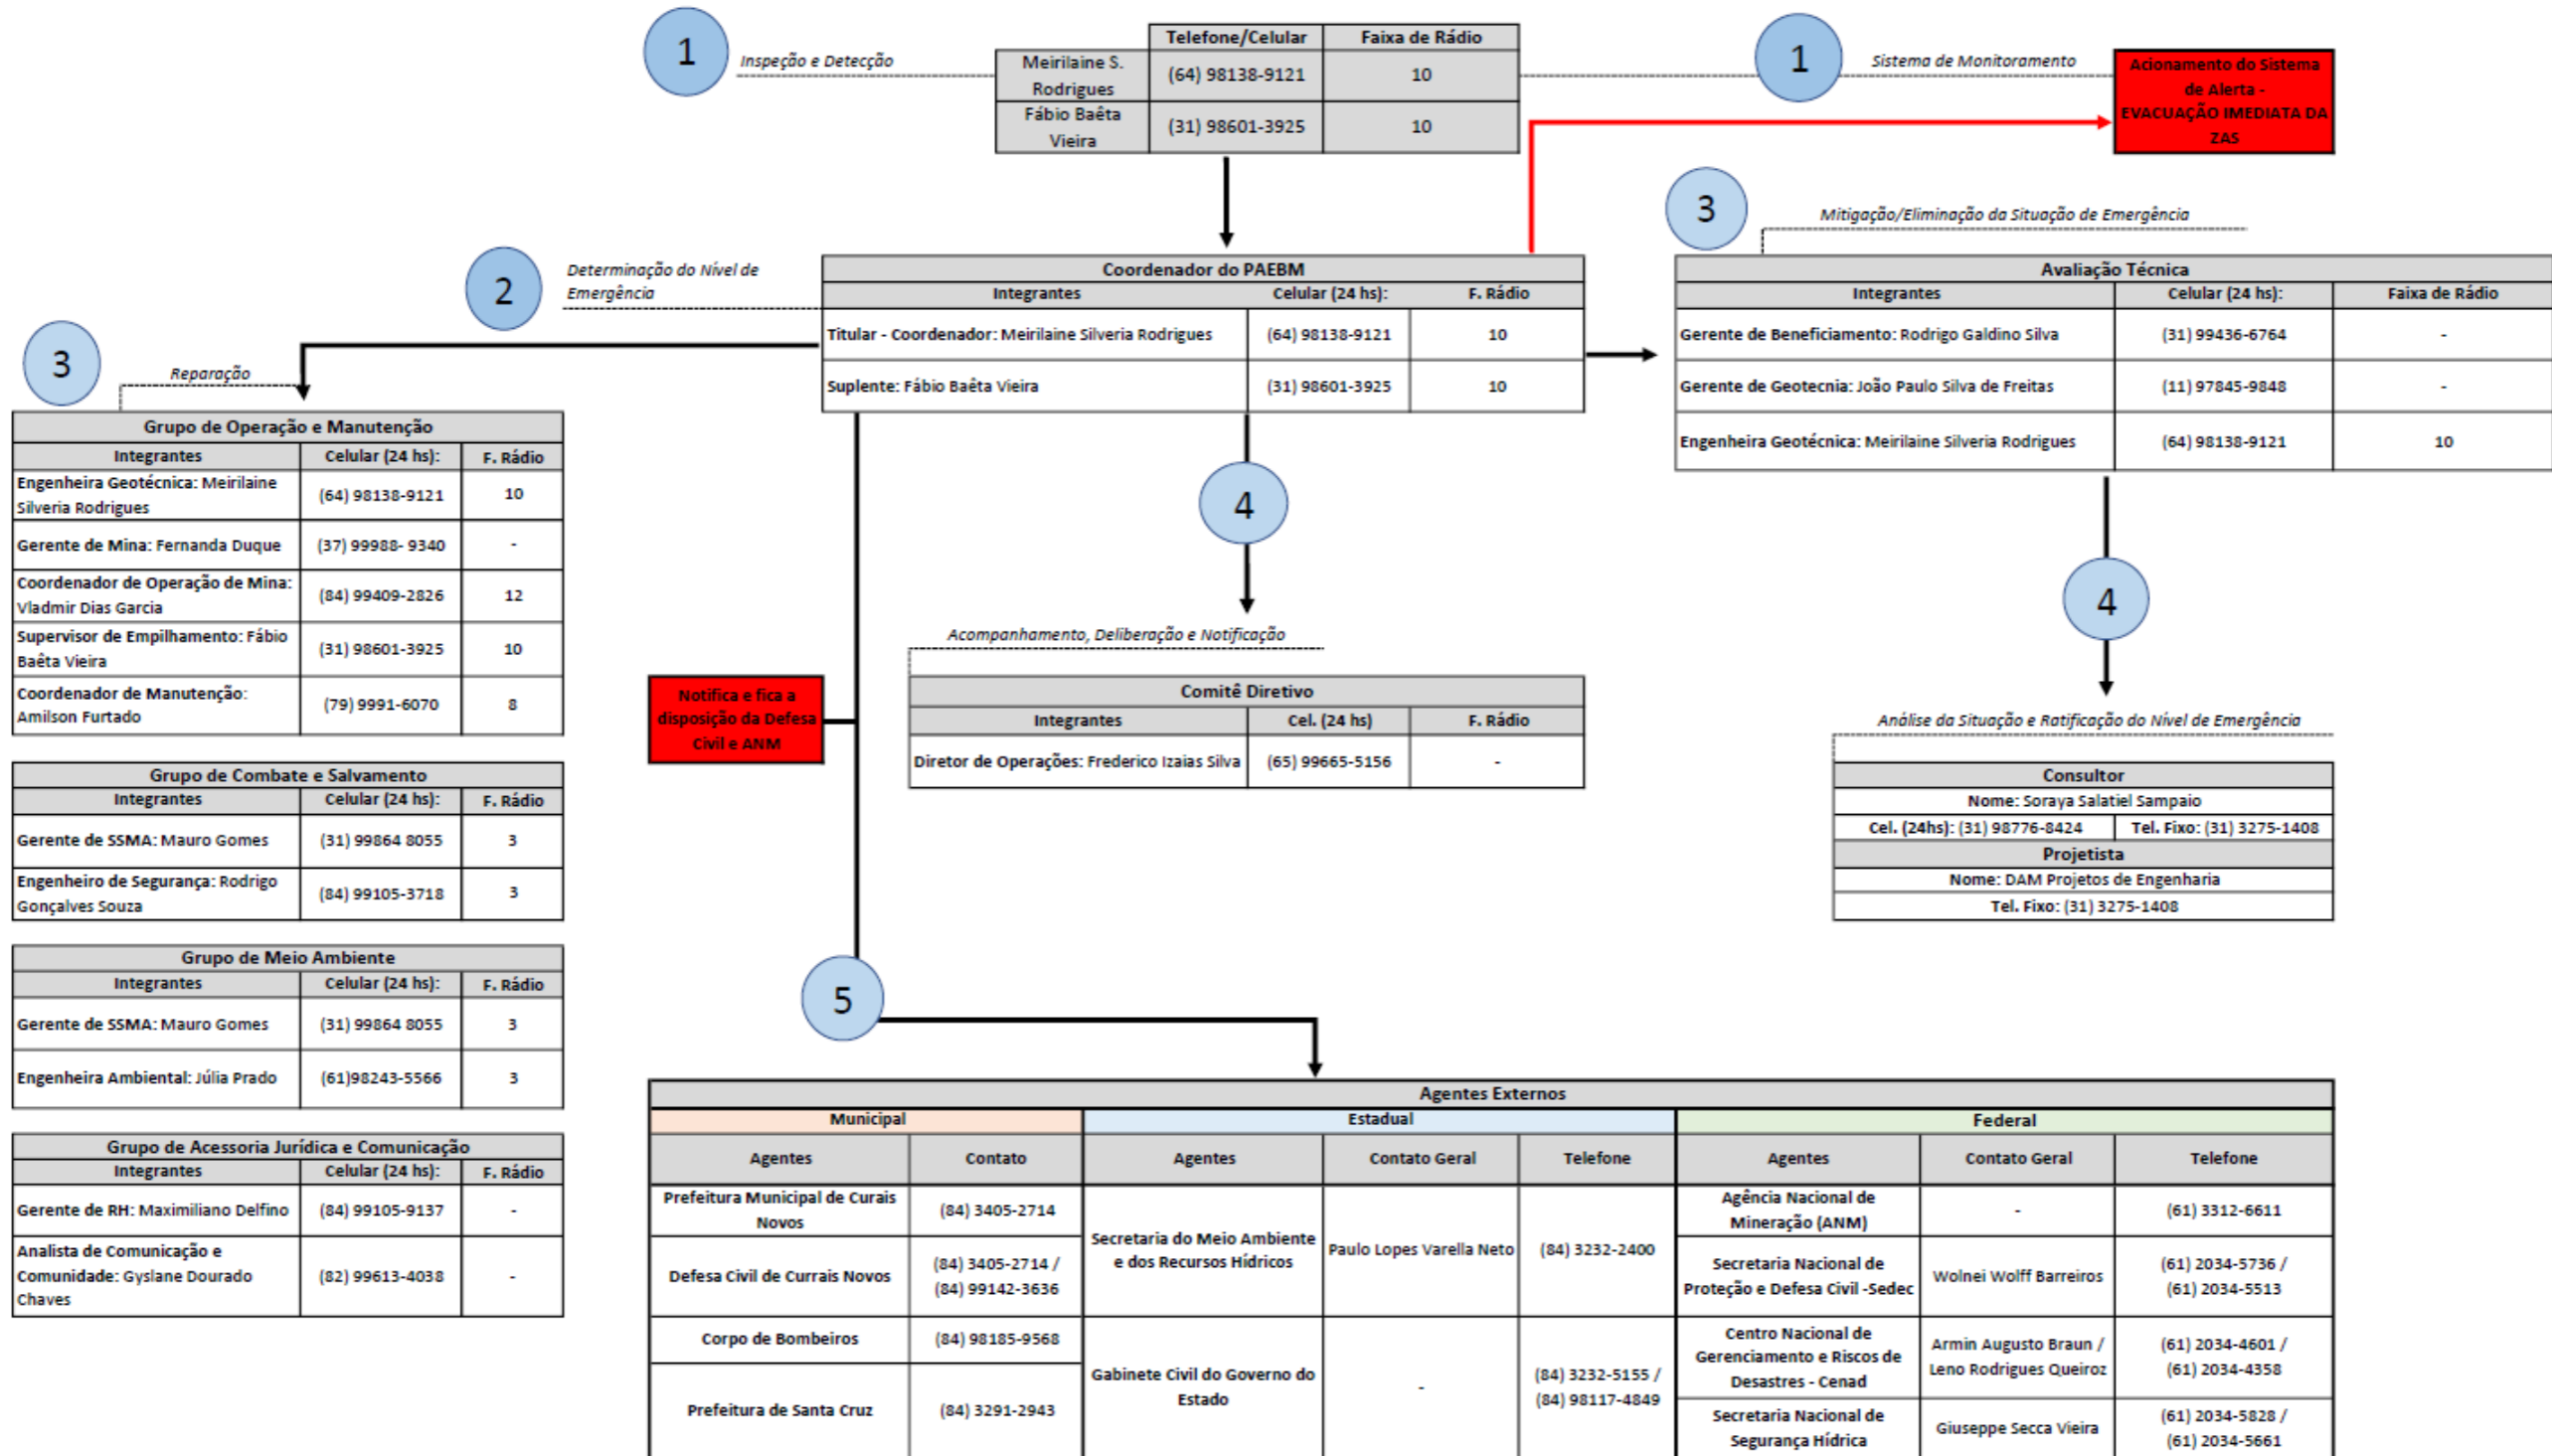 1
Inspeção e Detecção
Telefone/Celular Faixa de Rádio
Meirilaine S.
Rodrigues
(64) 98138-9121 10
Fábio Baêta
Vieira
(31) 98601-3925 10
1
Sistema de Monitoramento
Acionamento do Sistema
de Alerta -
EVACUAÇÃO IMEDIATA DA
ZAS
2
Determinação do Nível de
Emergência
Coordenador do PAEBM
Integrantes Celular (24 hs): F. Rádio
Titular - Coordenador: Meirilaine Silveria Rodrigues (64) 98138-9121 10
Suplente: Fábio Baêta Vieira (31) 98601-3925 10
3
Mitigação/Eliminação da Situação de Emergência
Avaliação Técnica
Integrantes Celular (24 hs): Faixa de Rádio
Gerente de Beneficiamento: Rodrigo Galdino Silva (31) 99436-6764 -
Gerente de Geotecnia: João Paulo Silva de Freitas (11) 97845-9848 -
Engenheira Geotécnica: Meirilaine Silveria Rodrigues (64) 98138-9121 10
3
Reparação
Grupo de Operação e Manutenção
Integrantes Celular (24 hs): F. Rádio
Engenheira Geotécnica: Meirilaine
Silveria Rodrigues
(64) 98138-9121 10
Gerente de Mina: Fernanda Duque (37) 99988- 9340 -
Coordenador de Operação de Mina:
Vladmir Dias Garcia
(84) 99409-2826 12
Supervisor de Empilhamento: Fábio
Baêta Vieira
(31) 98601-3925 10
Coordenador de Manutenção:
Amilson Furtado
(79) 9991-6070 8
Grupo de Combate e Salvamento
Integrantes Celular (24 hs): F. Rádio
Gerente de SSMA: Mauro Gomes (31) 99864 8055 3
Engenheiro de Segurança: Rodrigo
Gonçalves Souza
(84) 99105-3718 3
Grupo de Meio Ambiente
Integrantes Celular (24 hs): F. Rádio
Gerente de SSMA: Mauro Gomes (31) 99864 8055 3
Engenheira Ambiental: Júlia Prado (61)98243-5566 3
Grupo de Acessoria Jurídica e Comunicação
Integrantes Celular (24 hs): F. Rádio
Gerente de RH: Maximiliano Delfino (84) 99105-9137 -
Analista de Comunicação e
Comunidade: Gyslane Dourado
Chaves
(82) 99613-4038 -
4
Acompanhamento, Deliberação e Notificação
Comitê Diretivo
Integrantes Cel. (24 hs) F. Rádio
Diretor de Operações: Frederico Izaias Silva (65) 99665-5156 -
Notifica e fica a
disposição da Defesa
Civil e ANM
4
Análise da Situação e Ratificação do Nível de Emergência
Consultor
Nome: Soraya Salatiel Sampaio
Cel. (24hs): (31) 98776-8424 Tel. Fixo: (31) 3275-1408
Projetista
Nome: DAM Projetos de Engenharia
Tel. Fixo: (31) 3275-1408
5
Agentes Externos
Municipal Estadual Federal
Agentes Contato Agentes Contato Geral Telefone Agentes Contato Geral Telefone
Prefeitura Municipal de Curais
Novos
(84) 3405-2714
Defesa Civil de Currais Novos
(84) 3405-2714 /
(84) 99142-3636
Corpo de Bombeiros (84) 98185-9568
Prefeitura de Santa Cruz (84) 3291-2943
Secretaria do Meio Ambiente
e dos Recursos Hídricos
Paulo Lopes Varella Neto (84) 3232-2400
Gabinete Civil do Governo do
Estado
-
(84) 3232-5155 /
(84) 98117-4849
Agência Nacional de
Mineração (ANM)
- (61) 3312-6611
Secretaria Nacional de
Proteção e Defesa Civil -Sedec
Wolnei Wolff Barreiros
(61) 2034-5736 /
(61) 2034-5513
Centro Nacional de
Gerenciamento e Riscos de
Desastres - Cenad
Armin Augusto Braun /
Leno Rodrigues Queiroz
(61) 2034-4601 /
(61) 2034-4358
Secretaria Nacional de
Segurança Hídrica
Giuseppe Secca Vieira
(61) 2034-5828 /
(61) 2034-5661